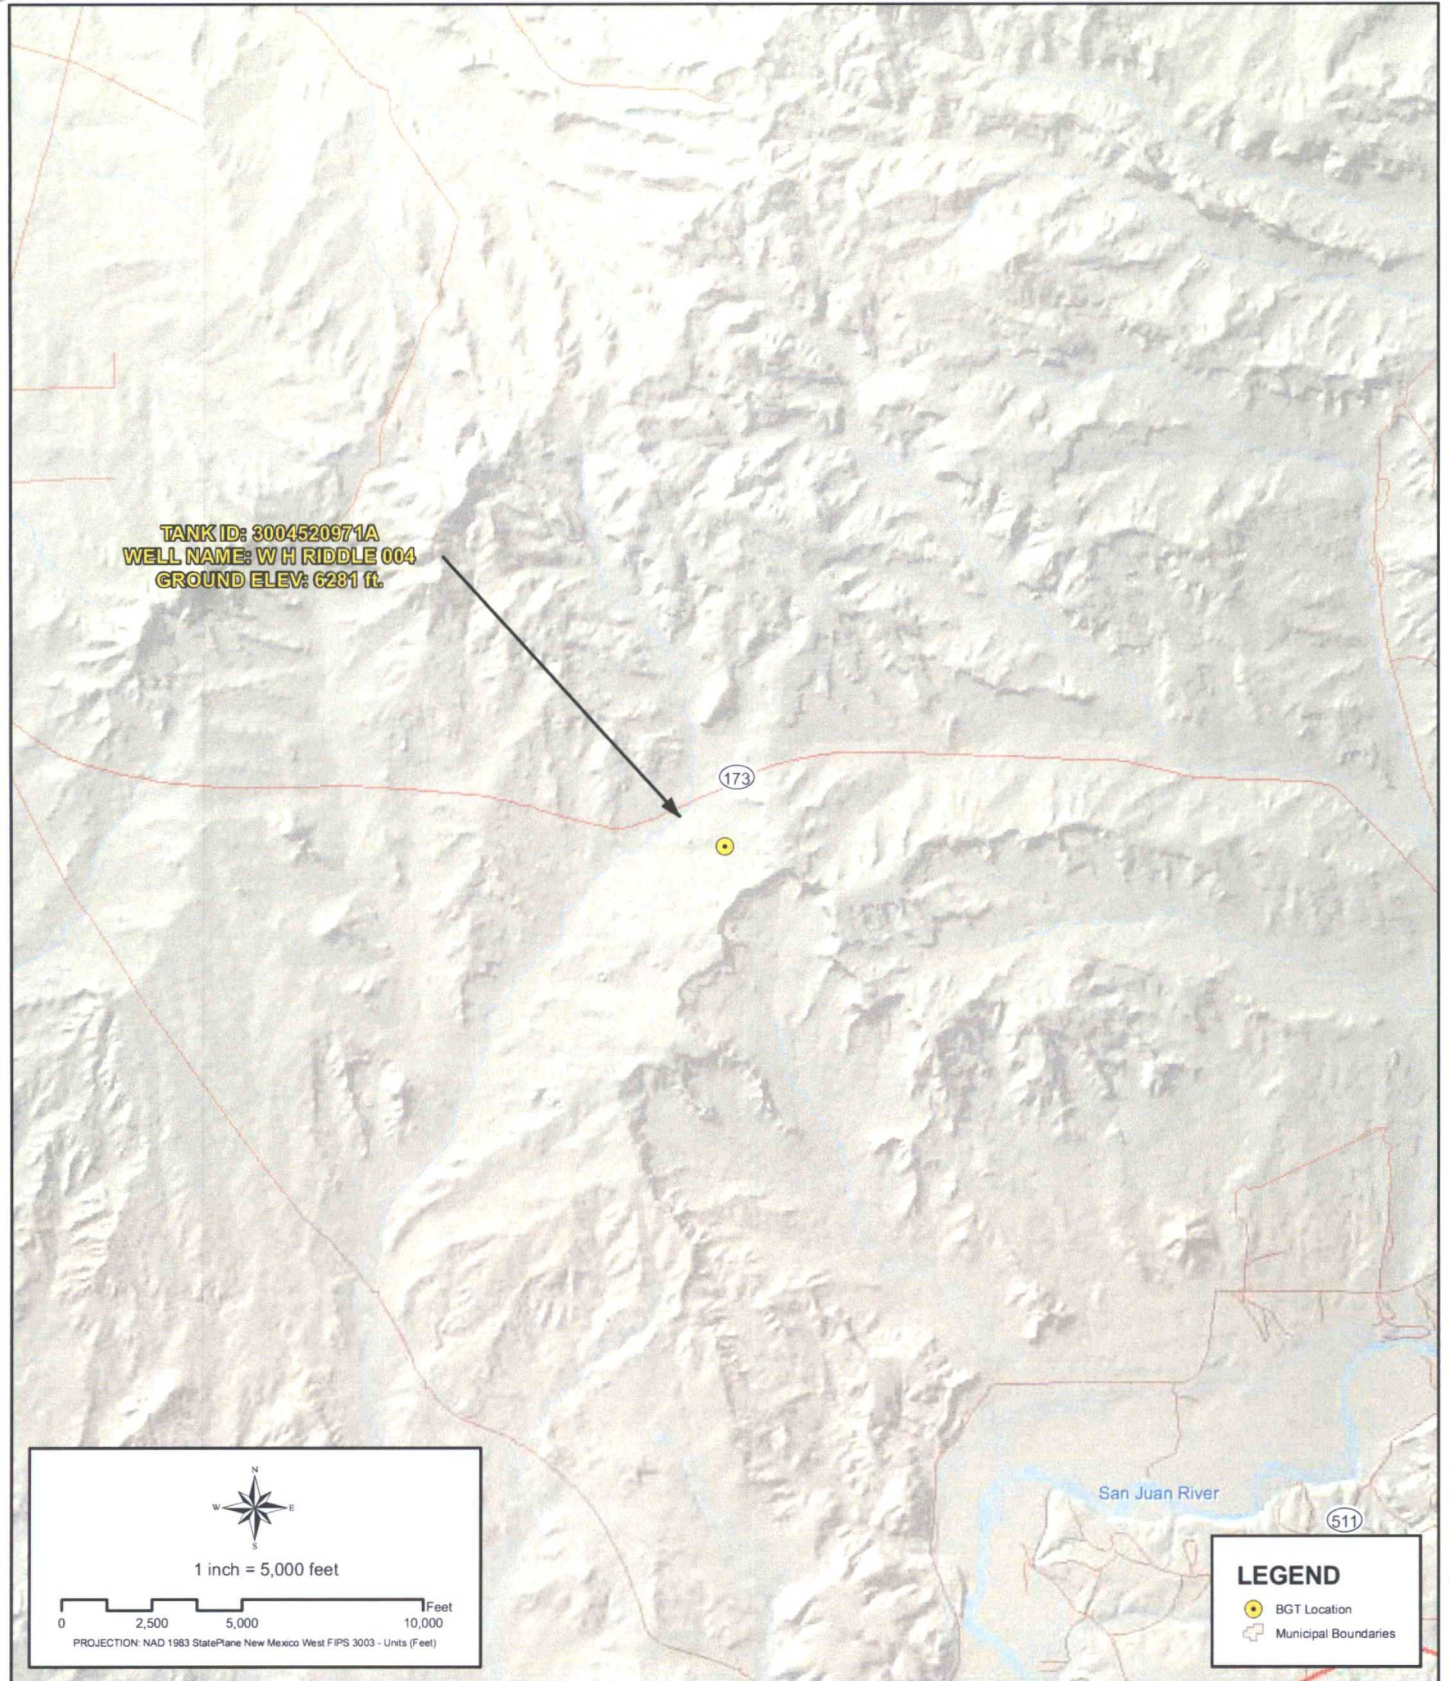 TANK ID: 3004520971A
WELL NAME: W H RIDDLE 004
GROUND ELEV: 6281 ft.
173
San Juan River
511
N
W E
S
1 inch = 5,000 feet
Feet
0 2,500 5,000 10,000
PROJECTION: NAD 1983 StatePlane New Mexico West FIPS 3003 - Units (Feet)
LEGEND
BGT Location
Municipal Boundaries